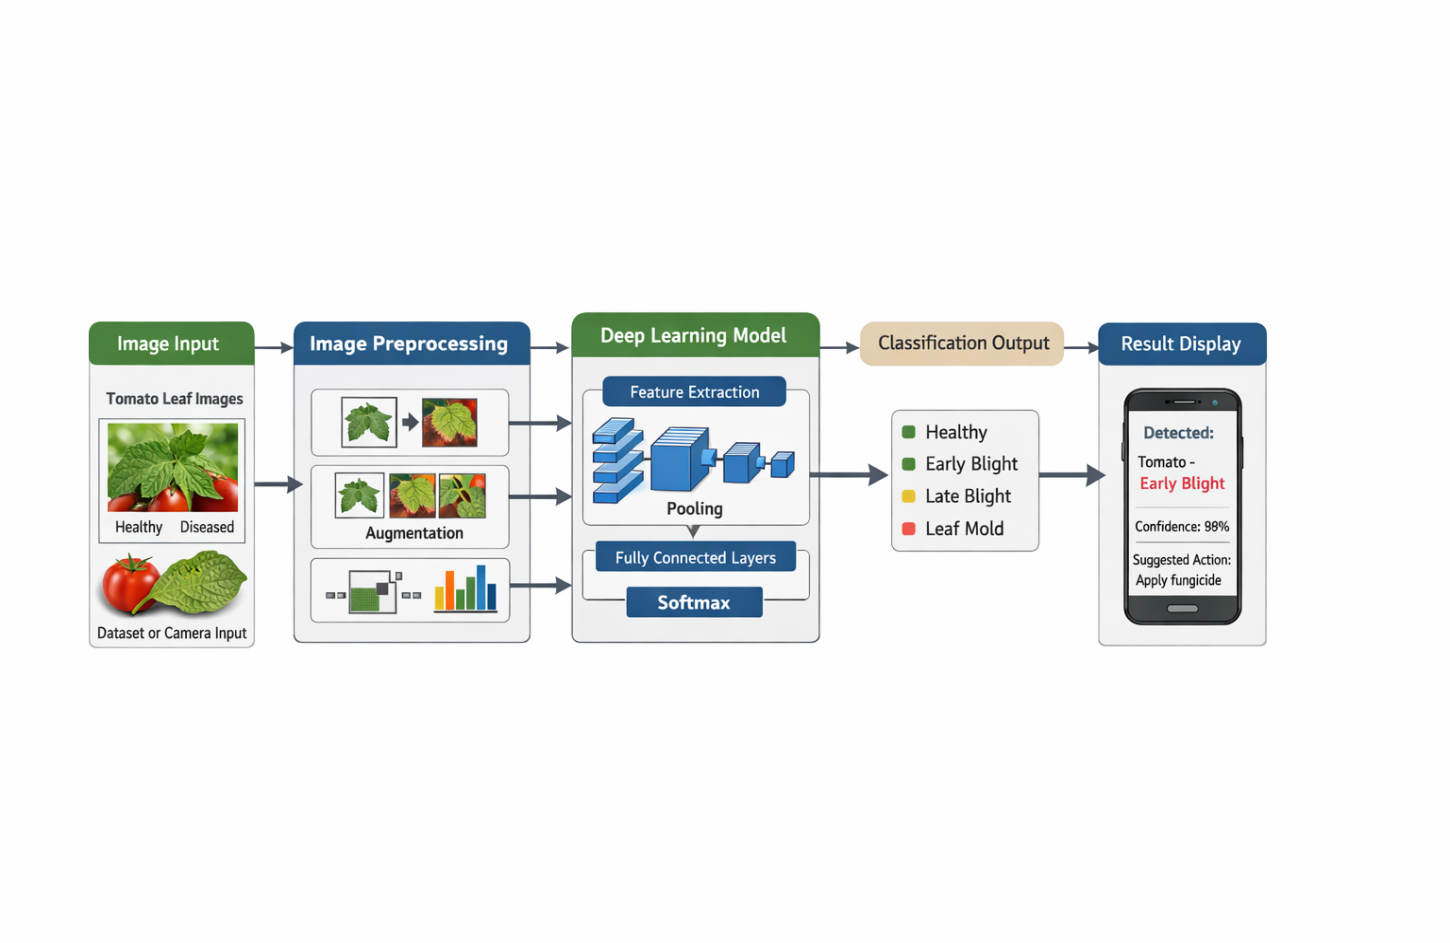 Image Input
Tomato Leaf Images
Healthy Diseased
Dataset or Camera Input
Image Preprocessing
Augmentation
Deep Learning Model
Feature Extraction
Pooling
Fully Connected Layers
Softmax
Classification Output
Healthy
Early Blight
Late Blight
Leaf Mold
Result Display
Detected:
Tomato -
Early Blight
Confidence: 98%
Suggested Action:
Apply fungicide